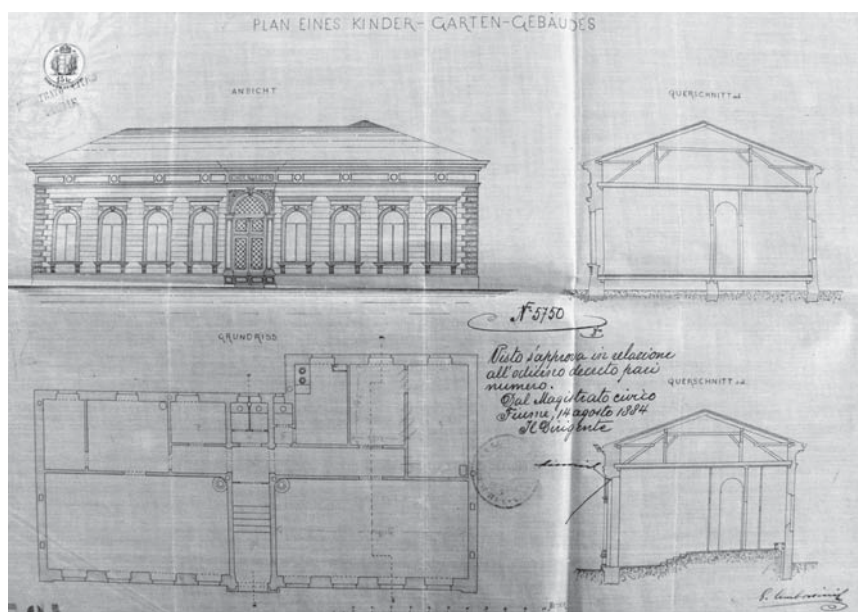 PLAN EINES KINDER-GARTEN-GEBÄUDES
ANSICHT
QUERSCHNITT
GRUNDRISS
No 5750
Visto s'approva in relazione
all'edilizio decreto pari
numero.
Dal Magistrato civico
Fiume, 14 agosto 1884
Il Dirigente
QUERSCHNITT